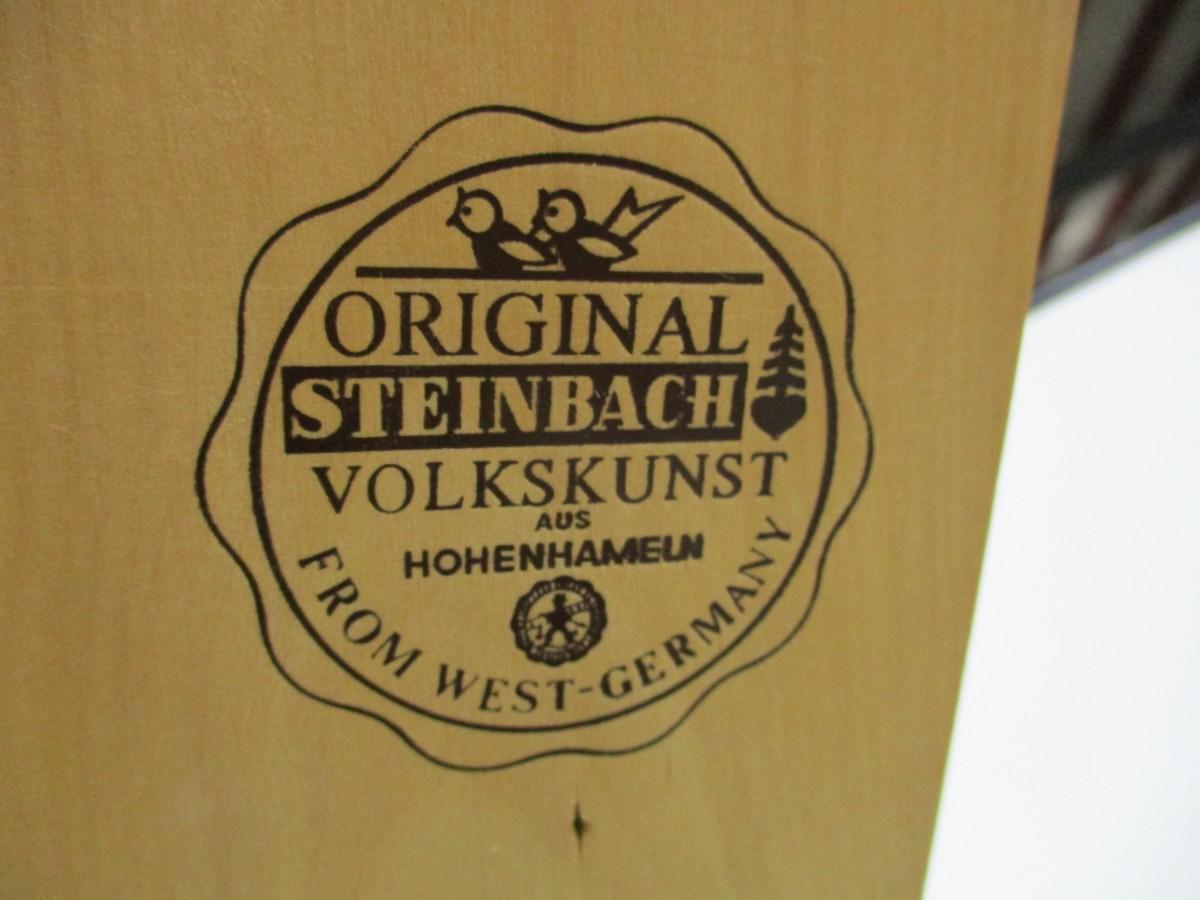 ORIGINAL
STEINBACH
VOLKSKUNST
AUS
HOHENHAMELN
FROM WEST-GERMANY